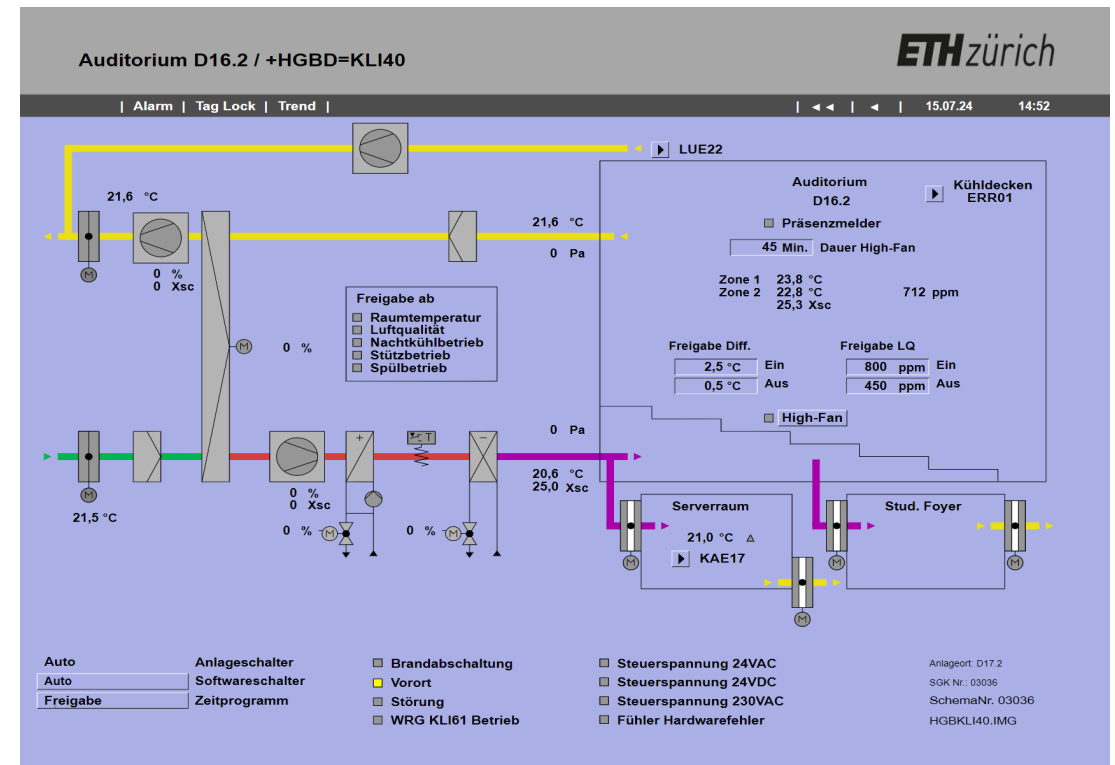 Auditorium D16.2 / +HGBD=KLI40
ETH zürich
| Alarm | Tag Lock | Trend |
| ◄◄ | ◄ | 15.07.24 14:52
LUE22
Auditorium
D16.2
Kühldecken
ERR01
Präsenzmelder
45 Min. Dauer High-Fan
21,6 °C
21,6 °C
0 Pa
M
0 %
0 Xsc
Zone 1 23,8 °C
Zone 2 22,8 °C 712 ppm
25,3 Xsc
Freigabe ab
Raumtemperatur
Luftqualität
Nachtkühlbetrieb
Stützbetrieb
Spülbetrieb
M 0 %
Freigabe Diff. Freigabe LQ
2,5 °C Ein 800 ppm Ein
0,5 °C Aus 450 ppm Aus
High-Fan
0 Pa
+
T
−
20,6 °C
25,0 Xsc
M
21,5 °C
0 %
0 Xsc
0 % M
0 % M
Serverraum
21,0 °C
KAE17
Stud. Foyer
M
M
M
M
Auto Anlageschalter
Auto Softwareschalter
Freigabe Zeitprogramm
Brandabschaltung
Vorort
Störung
WRG KLI61 Betrieb
Steuerspannung 24VAC
Steuerspannung 24VDC
Steuerspannung 230VAC
Fühler Hardwarefehler
Anlageort: D17.2
SGK Nr.: 03036
SchemaNr. 03036
HGBKLI40.IMG